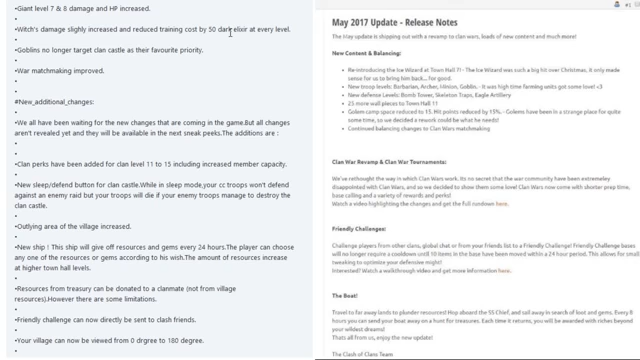 •Giant level 7 & 8 damage and HP increased.
•
•Witch's damage slighly increased and reduced training cost by 50 dark elixir at every level.
•
•Goblins no longer target clan castle as their favourite priority.
•
•War matchmaking improved.
•
•
#New_additional_changes:
•
•We all have been waiting for the new changes that are coming in the game.But all changes
aren't revealed yet and they will be available in the next sneak peeks.The additions are :
•
•
•Clan perks have been added for clan level 11 to 15 including increased member capacity.
•
•New sleep/defend button for clan castle.While in sleep mode,your cc troops won't defend
against an enemy raid but your troops will die if your enemy troops manage to destroy the
clan castle.
•
•Outlying area of the village increased.
•
•New ship ! This ship will give off resources and gems every 24 hours.The player can choose
any one of the resources or gems according to his wish.The amount of resources increase
at higher town hall levels.
•
•Resources from treasury can be donated to a clanmate (not from village
resources).However there are some limitations.
•
•Friendly challenge can now directly be sent to clash friends.
•
•Your village can now be viewed from 0 drgree to 180 degree.
•
#1
May 2017 Update - Release Notes
The May update is shipping out with a revamp to clan wars, loads of new content and much more!
New Content & Balancing:
• Re-introducing the Ice Wizard at Town Hall 7! - The Ice Wizard was such a big hit over Christmas, it only made
sense for us to bring him back... for good.
• New troop levels: Barbarian, Archer, Minion, Goblin. - It was high time farming units got some love! <3
• New defence Levels: Bomb Tower, Skeleton Traps, Eagle Artillery
• 25 more wall pieces to Town Hall 11
• Golem camp space reduced to 15. Hit points reduced by 15% - Golems have been in a strange place for quite
some time, so we decided a rework could be what he needs!
• Continued balancing changes to Clan Wars matchmaking
Clan War Revamp & Clan War Tournaments:
We've rethought the way in which Clan Wars work. Its no secret that the war community have been extremeley
disappointed with Clan Wars, and so we decided to show them some love! Clan Wars now come with shorter prep time,
base calling and a variety of rewards and perks!
Watch a video highlighting the changes and get the full rundown here.
Friendly Challenges:
Challenge players from other clans, global chat or from your friends list to a Friendly Challenge! Friendly Challenge bases
will no longer require a cooldown until 10 items in the base have been moved within a 24 hour period. This allows for small
tweaking to optimize your defensive might!
Interested? Watch a walkthrough video and get more information here.
The Boat!
Travel to far away lands to plunder resources! Hop aboard the SS Chief, and sail away in search of loot and gems. Every 8
hours you can send your boat away on a hunt for treasures. Each time it returns, you will be awarded with riches beyond
your wildest dreams!
Thats all from us, enjoy the new update!
The Clash of Clans Team